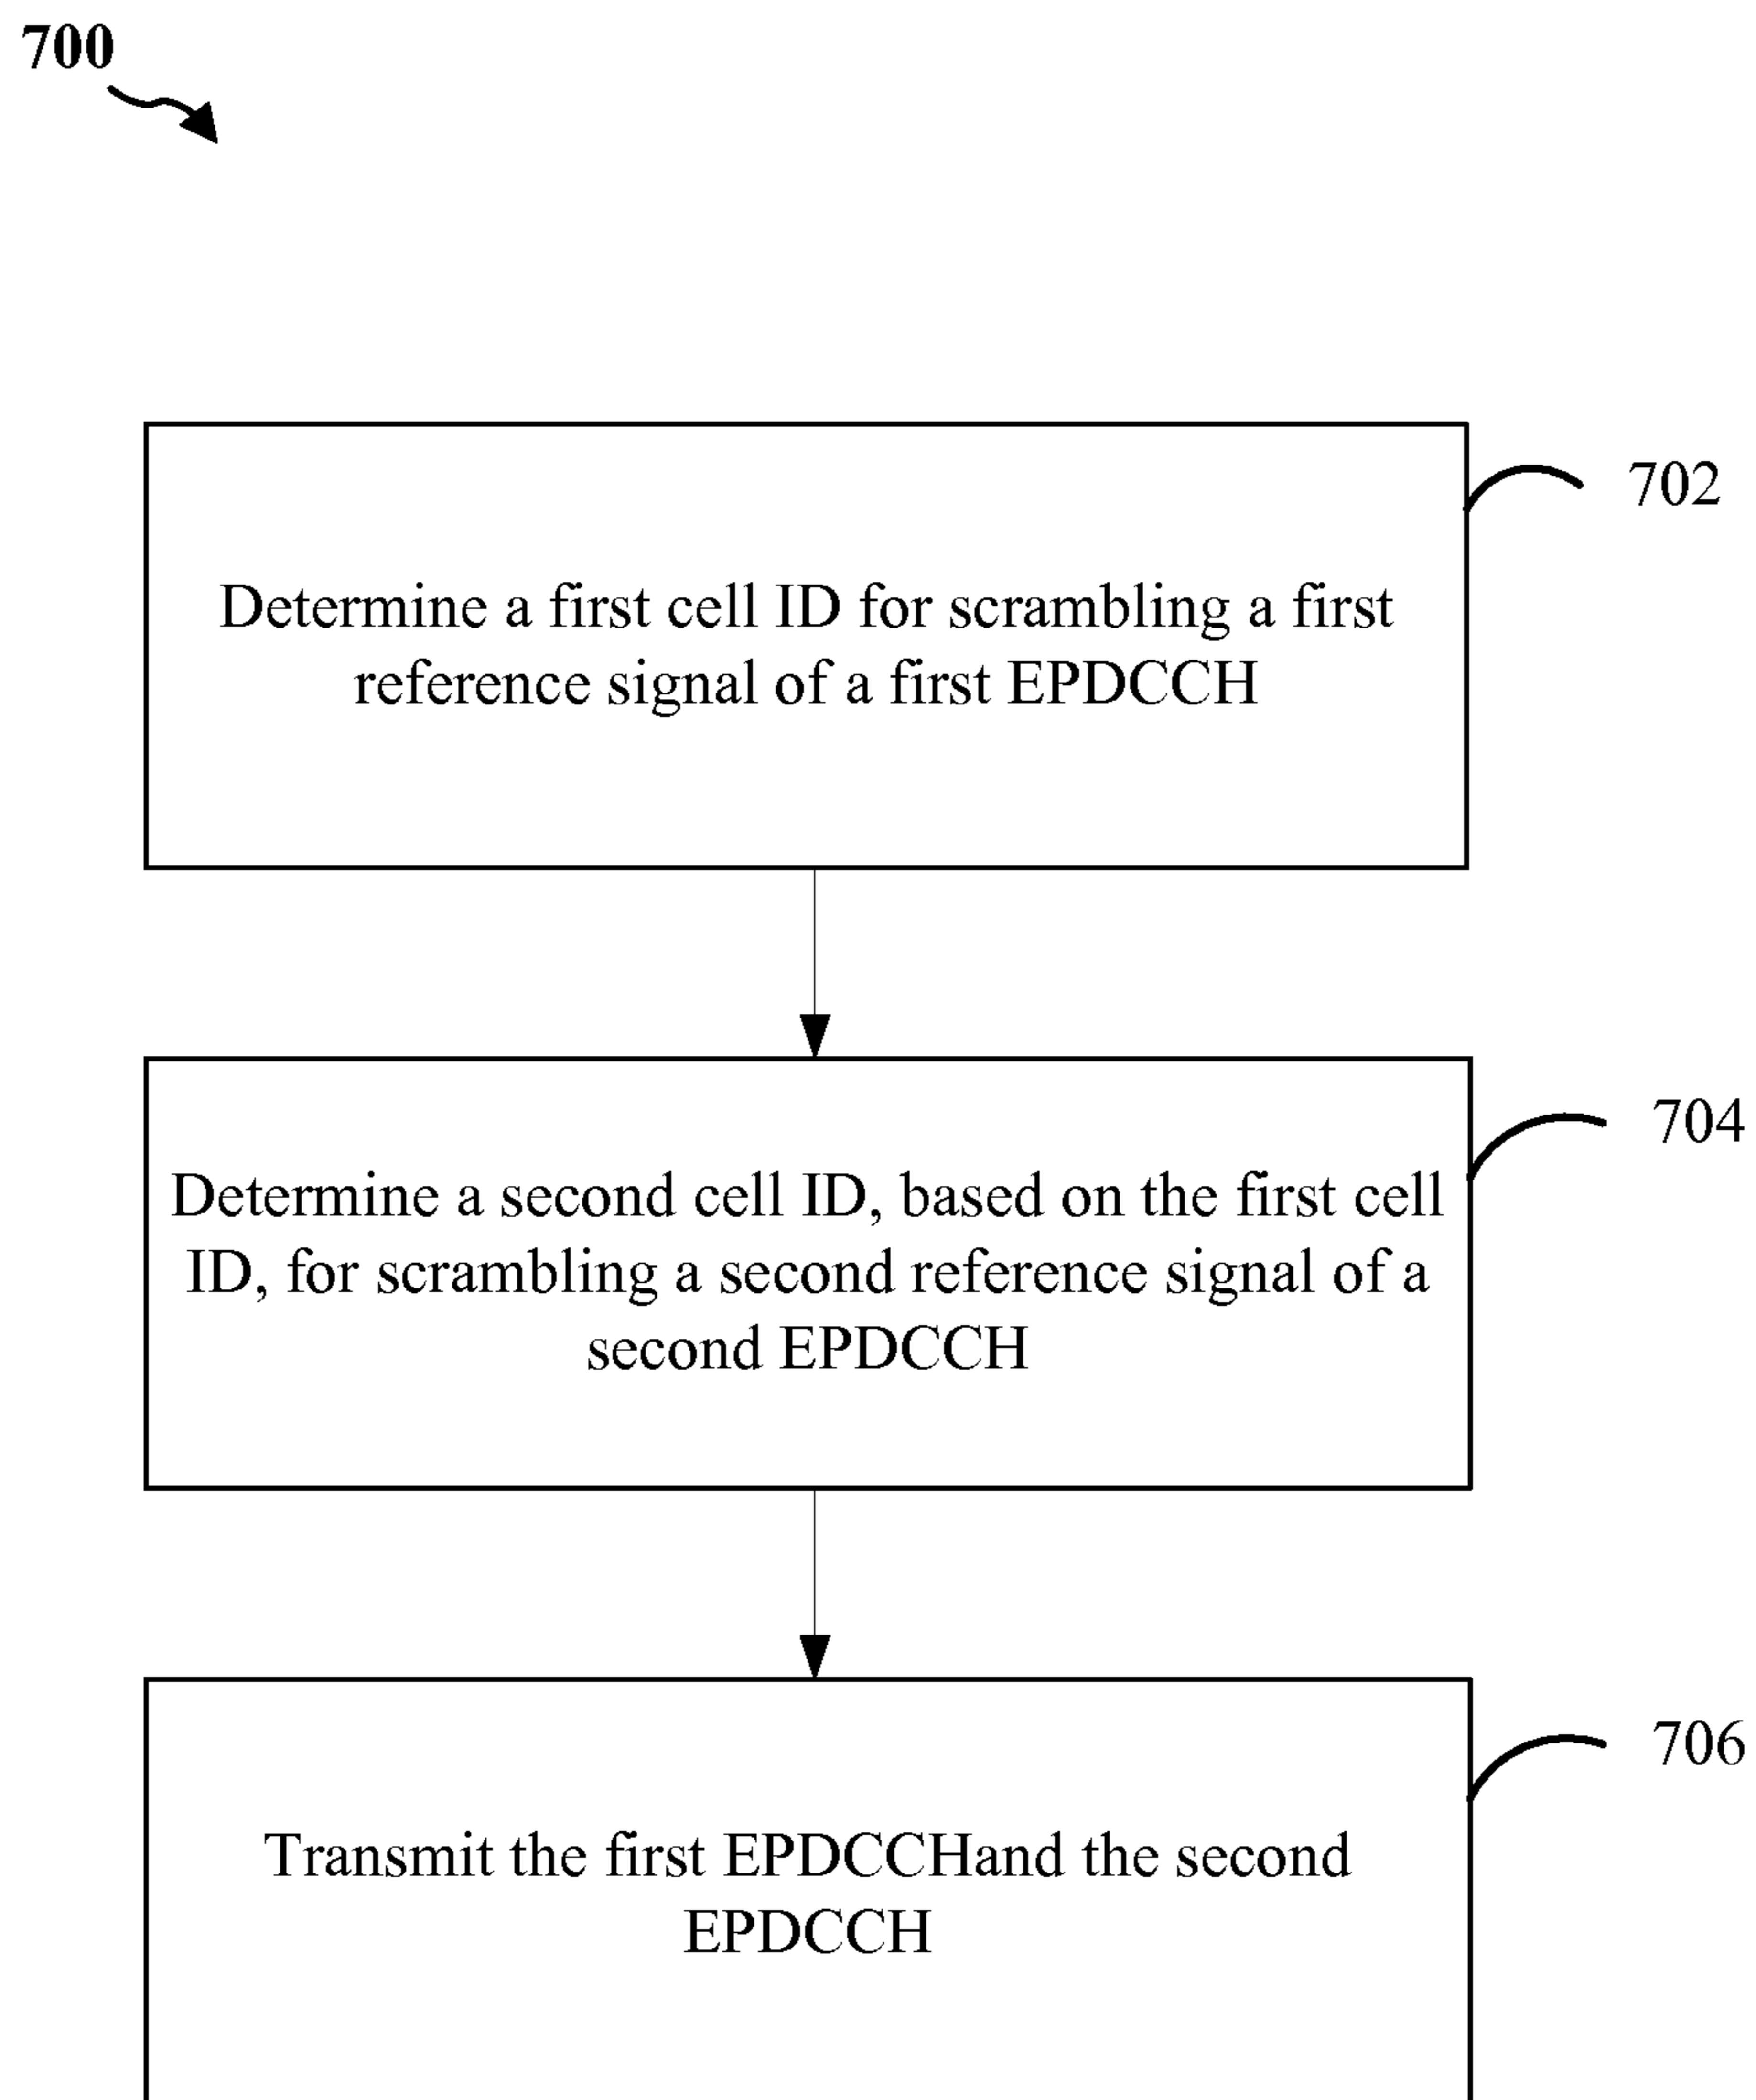 700
702
Determine a first cell ID for scrambling a first
reference signal of a first EPDCCH
704
Determine a second cell ID, based on the first cell
ID, for scrambling a second reference signal of a
second EPDCCH
706
Transmit the first EPDCCHand the second
EPDCCH